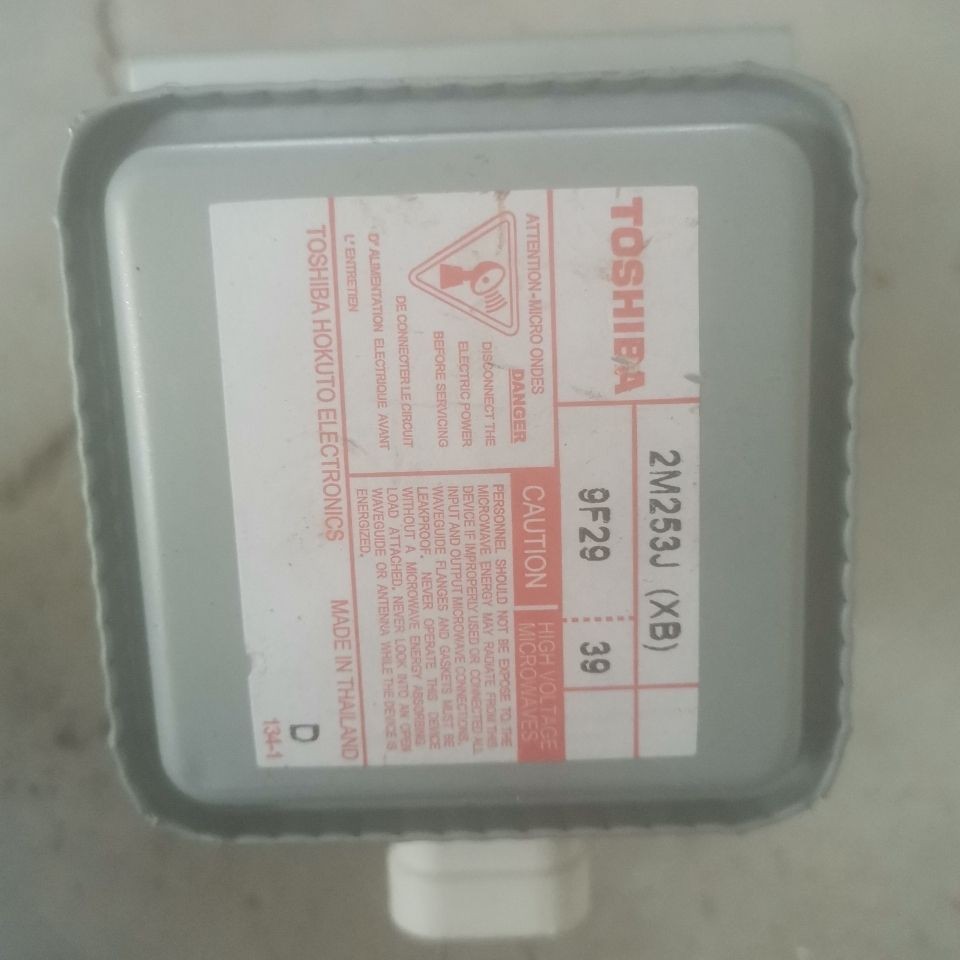 TOSHIBA
2M253J (XB)
9F29 39
ATTENTION-MICRO ONDES
DANGER
DISCONNECT THE
ELECTRIC POWER
BEFORE SERVICING
DE CONNECTER LE CIRCUIT
D' ALIMENTATION ELECTRIQUE AVANT
L' ENTRETIEN
CAUTION
HIGH VOLTAGE
MICROWAVES
PERSONNEL SHOULD NOT BE EXPOSE TO THE
MICROWAVE ENERGY MAY RADIATE FROM THIS
DEVICE IF IMPROPERLY USED OR CONNECTED ALL
INPUT AND OUTPUT MICROWAVE CONNECTIONS,
WAVEGUIDE FLANGES AND GASKETS MUST BE
LEAKPROOF. NEVER OPERATE THIS DEVICE
WITHOUT A MICROWAVE ENERGY ABSORBING
LOAD ATTACHED, NEVER LOOK INTO AN OPEN
WAVEGUIDE OR ANTENNA WHILE THE DEVICE IS
ENERGIZED.
TOSHIBA HOKUTO ELECTRONICS MADE IN THAILAND
D
134-1